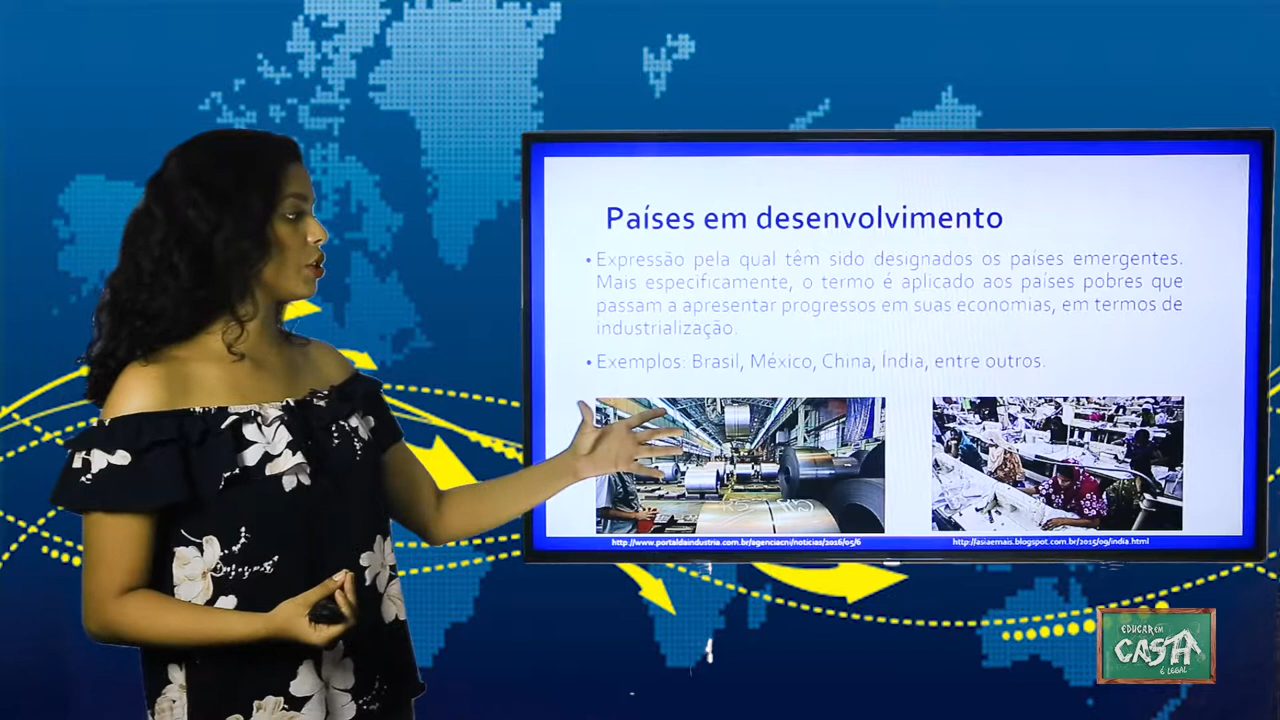 Países em desenvolvimento
• Expressão pela qual têm sido designados os países emergentes.
Mais especificamente, o termo é aplicado aos países pobres que
passam a apresentar progressos em suas economias, em termos de
industrialização.
• Exemplos: Brasil, México, China, Índia, entre outros.
http://www.portaldaindustria.com.br/agenciacni/noticias/2016/05/6
http://asiaemais.blogspot.com.br/2015/09/india.html
EDUCAR EM
CASA
É LEGAL